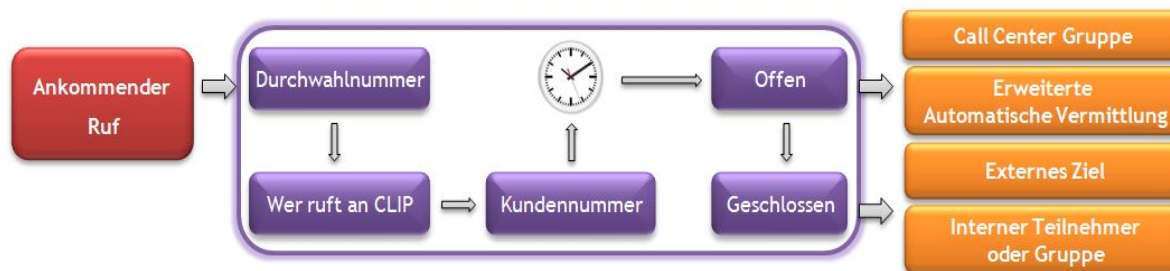 Ankommender
Ruf
Durchwahlnummer
Wer ruft an CLIP
Kundennummer
Offen
Geschlossen
Call Center Gruppe
Erweiterte
Automatische Vermittlung
Externes Ziel
Interner Teilnehmer
oder Gruppe